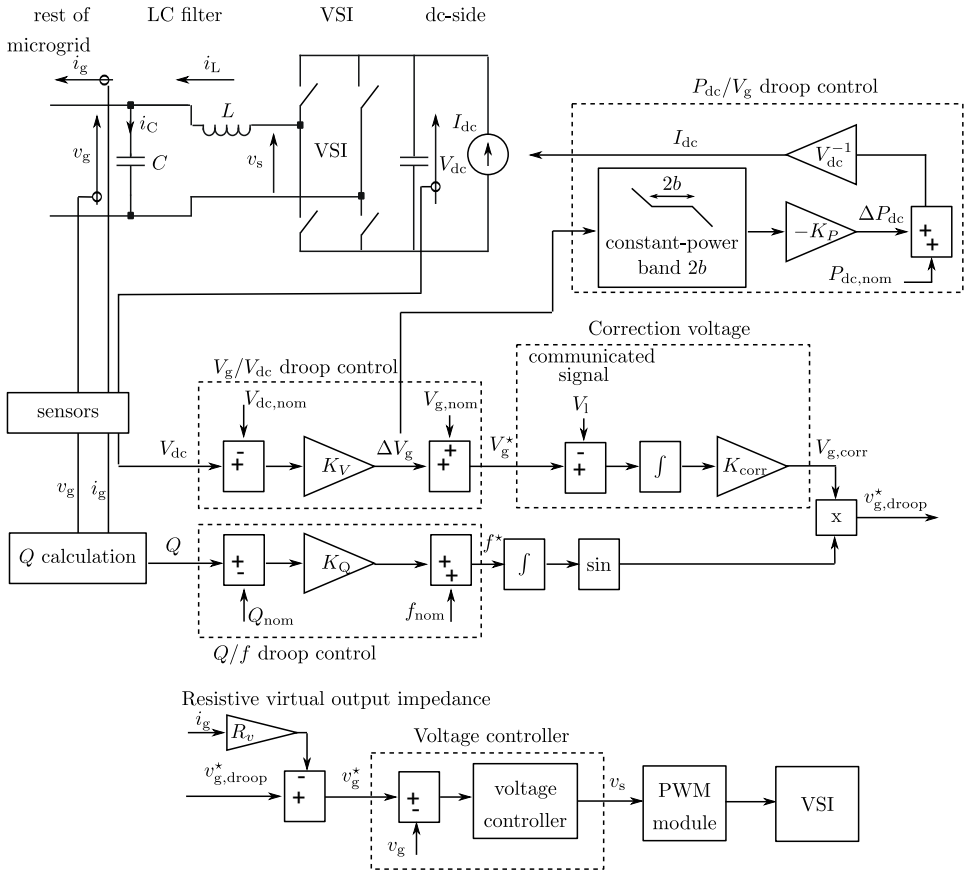 rest of
microgrid
LC filter
VSI
dc-side
i_g
i_L
L
i_C
C
v_g
v_s
VSI
V_dc
I_dc
P_dc/V_g droop control
I_dc
V_dc^{-1}
2b
constant-power
band 2b
-K_P
ΔP_dc
+
+
P_dc,nom
sensors
V_g/V_dc droop control
V_dc,nom
V_dc
-
+
K_V
ΔV_g
V_g,nom
+
+
V_g^⋆
Correction voltage
communicated
signal
V_l
-
+
∫
K_corr
V_g,corr
x
v_g,droop^⋆
v_g
i_g
Q calculation
Q
+
-
Q_nom
K_Q
+
+
f_nom
f^⋆
∫
sin
Q/f droop control
Resistive virtual output impedance
i_g
R_v
v_g,droop^⋆
-
+
v_g^⋆
Voltage controller
+
-
v_g
voltage
controller
v_s
PWM
module
VSI